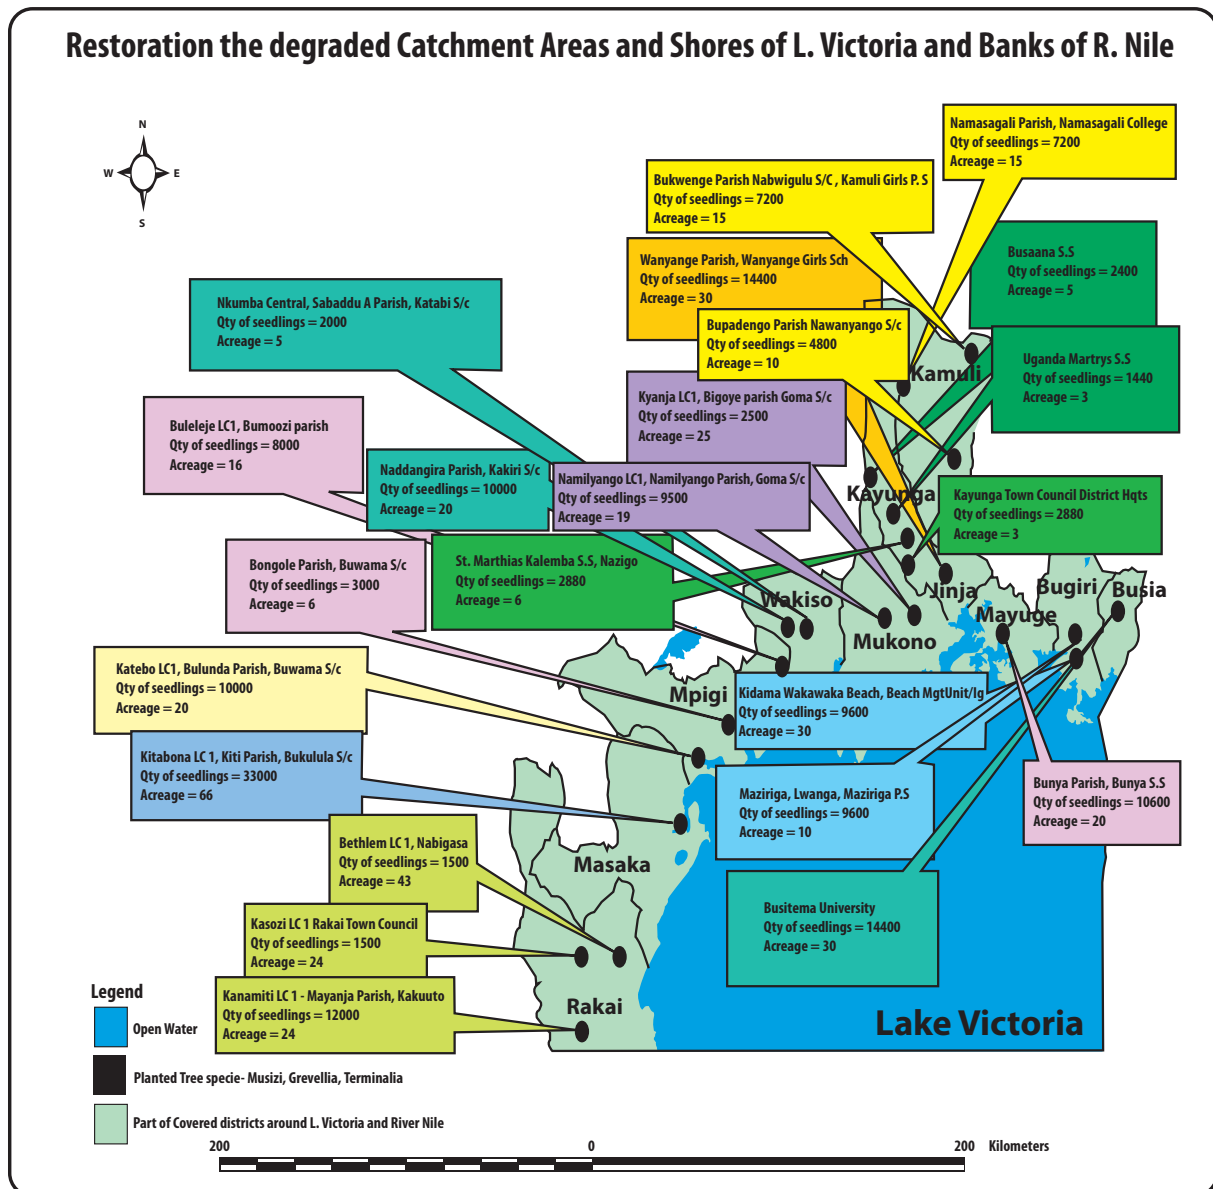 Restoration the degraded Catchment Areas and Shores of L. Victoria and Banks of R. Nile
N
W
E
S
Namasagali Parish, Namasagali College
Qty of seedlings = 7200
Acreage = 15
Bukwenge Parish Nabwigulu S/C , Kamuli Girls P. S
Qty of seedlings = 7200
Acreage = 15
Wanyange Parish, Wanyange Girls Sch
Qty of seedlings = 14400
Acreage = 30
Busaana S.S
Qty of seedlings = 2400
Acreage = 5
Nkumba Central, Sabaddu A Parish, Katabi S/c
Qty of seedlings = 2000
Acreage = 5
Bupadengo Parish Nawanyango S/c
Qty of seedlings = 4800
Acreage = 10
Uganda Martrys S.S
Qty of seedlings = 1440
Acreage = 3
Kyanja LC1, Bigoye parish Goma S/c
Qty of seedlings = 2500
Acreage = 25
Buleleje LC1, Bumoozi parish
Qty of seedlings = 8000
Acreage = 16
Naddangira Parish, Kakiri S/c
Qty of seedlings = 10000
Acreage = 20
Namilyango LC1, Namilyango Parish, Goma S/c
Qty of seedlings = 9500
Acreage = 19
Kayunga Town Council District Hqts
Qty of seedlings = 2880
Acreage = 3
St. Marthias Kalemba S.S, Nazigo
Qty of seedlings = 2880
Acreage = 6
Bongole Parish, Buwama S/c
Qty of seedlings = 3000
Acreage = 6
Katebo LC1, Bulunda Parish, Buwama S/c
Qty of seedlings = 10000
Acreage = 20
Kidama Wakawaka Beach, Beach MgtUnit/lg
Qty of seedlings = 9600
Acreage = 30
Kitabona LC 1, Kiti Parish, Bukulula S/c
Qty of seedlings = 33000
Acreage = 66
Maziriga, Lwanga, Maziriga P.S
Qty of seedlings = 9600
Acreage = 10
Bunya Parish, Bunya S.S
Qty of seedlings = 10600
Acreage = 20
Bethlem LC 1, Nabigasa
Qty of seedlings = 1500
Acreage = 43
Busitema University
Qty of seedlings = 14400
Acreage = 30
Kasozi LC 1 Rakai Town Council
Qty of seedlings = 1500
Acreage = 24
Kanamiti LC 1 - Mayanja Parish, Kakuuto
Qty of seedlings = 12000
Acreage = 24
Kamuli
Kayunga
Jinja
Bugiri
Busia
Wakiso
Mayuge
Mukono
Mpigi
Masaka
Rakai
Lake Victoria
Legend
Open Water
Planted Tree specie- Musizi, Grevellia, Terminalia
Part of Covered districts around L. Victoria and River Nile
200
0
200
Kilometers